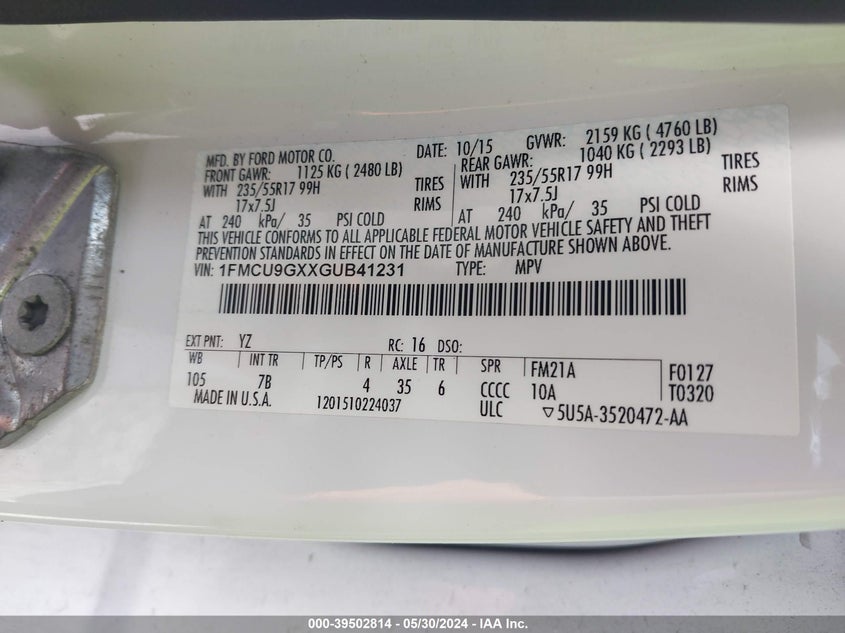 MFD. BY FORD MOTOR CO. DATE: 10/15 GVWR: 2159 KG ( 4760 LB)
FRONT GAWR: 1125 KG ( 2480 LB) REAR GAWR: 1040 KG ( 2293 LB)
WITH 235/55R17 99H TIRES WITH 235/55R17 99H TIRES
17x7.5J RIMS 17x7.5J RIMS
AT 240 kPa/ 35 PSI COLD AT 240 kPa/ 35 PSI COLD
THIS VEHICLE CONFORMS TO ALL APPLICABLE FEDERAL MOTOR VEHICLE SAFETY AND THEFT
PREVENTION STANDARDS IN EFFECT ON THE DATE OF MANUFACTURE SHOWN ABOVE.
VIN: 1FMCU9GXXGUB41231 TYPE: MPV
EXT PNT: YZ RC: 16 DSO:
WB INT TR TP/PS R AXLE TR SPR FM21A F0127
105 7B 4 35 6 CCCC 10A T0320
MADE IN U.S.A. 1201510224037 ULC ▽5U5A-3520472-AA
000-39502814 - 05/30/2024 - IAA Inc.